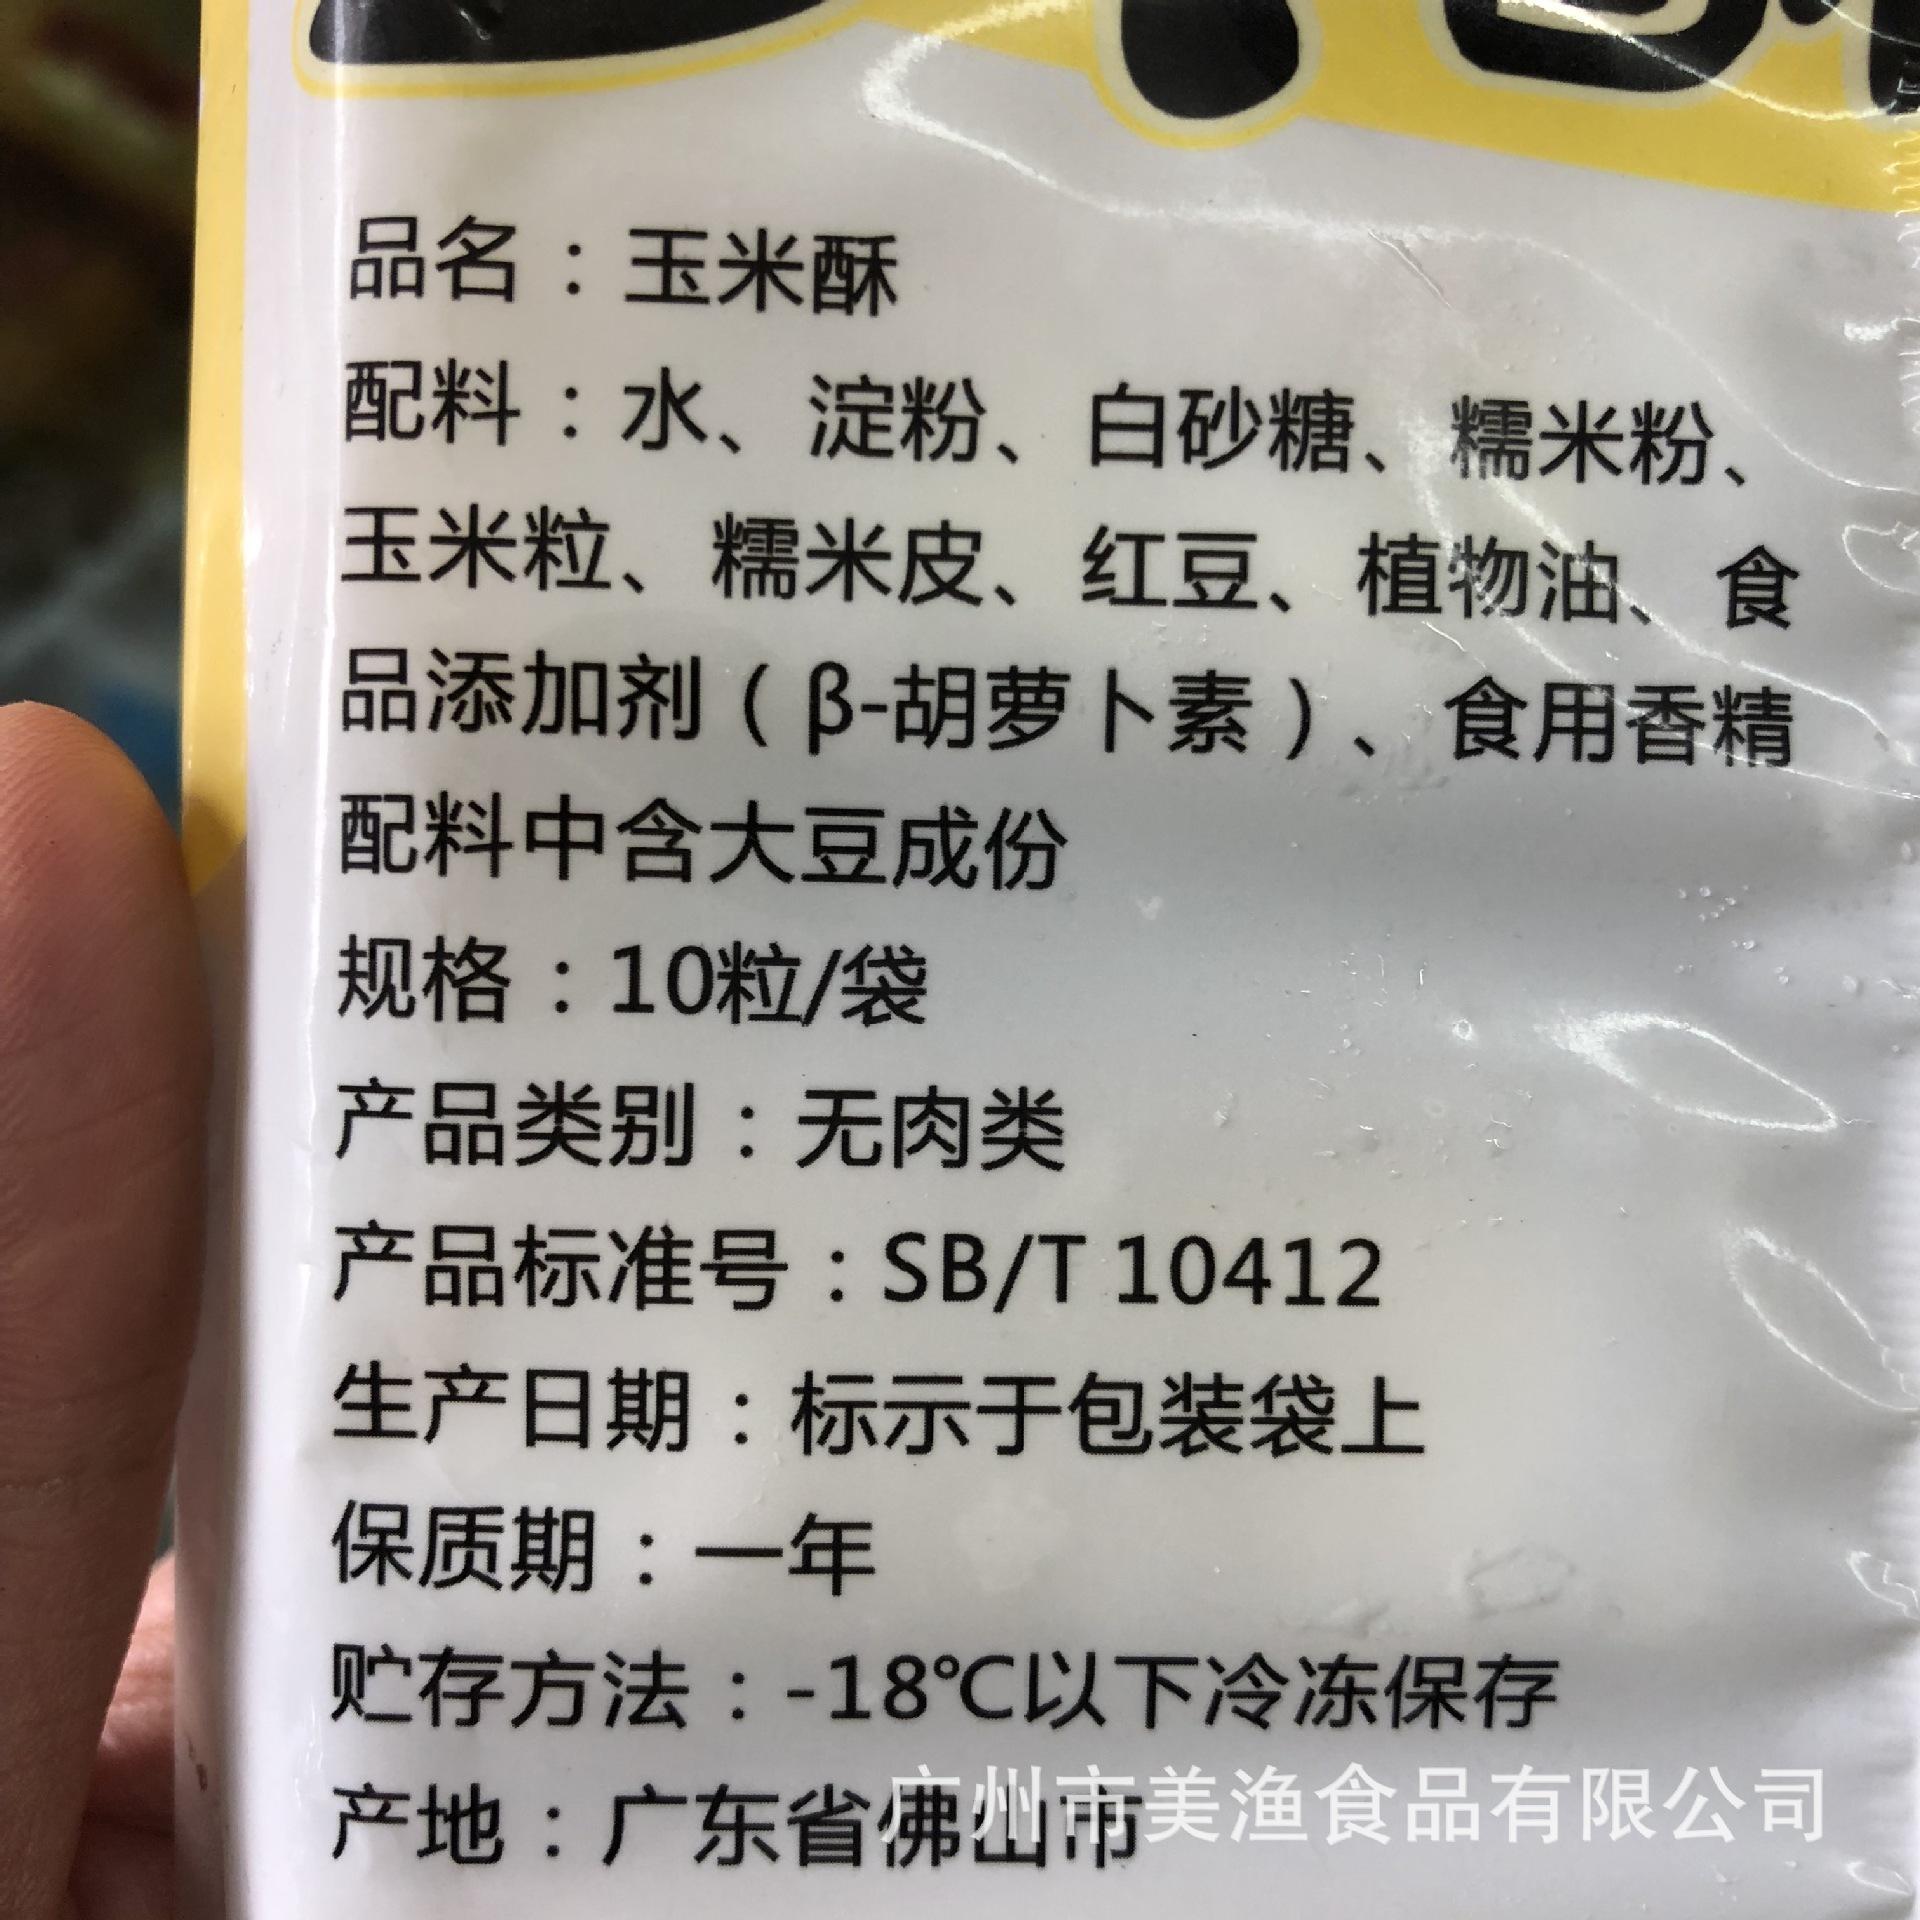 品名：玉米酥
配料：水、淀粉、白砂糖、糯米粉、
玉米粒、糯米皮、红豆、植物油、食
品添加剂（β-胡萝卜素）、食用香精
配料中含大豆成份
规格：10粒/袋
产品类别：无肉类
产品标准号：SB/T 10412
生产日期：标示于包装袋上
保质期：一年
贮存方法：-18℃以下冷冻保存
产地：广东省佛山市
广州市美渔食品有限公司